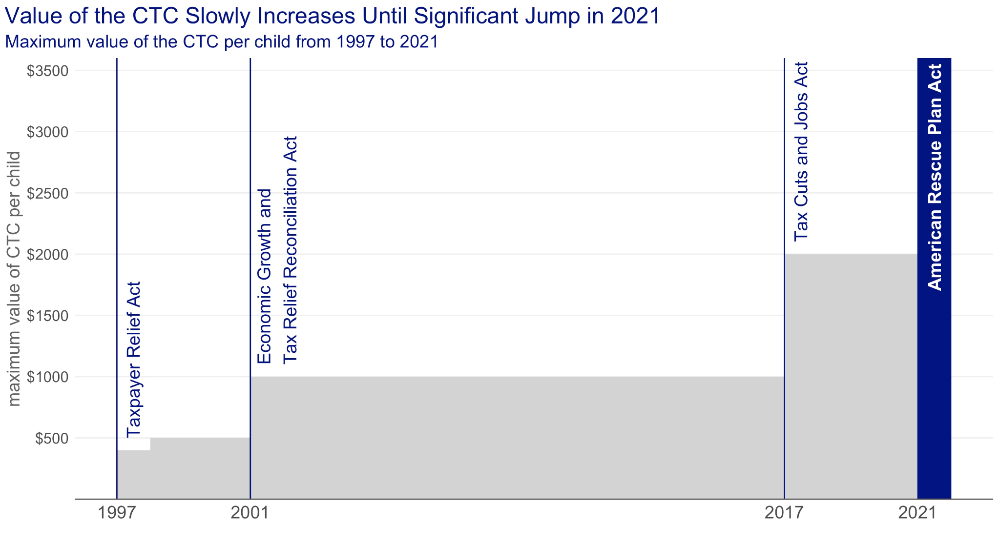 Value of the CTC Slowly Increases Until Significant Jump in 2021
Maximum value of the CTC per child from 1997 to 2021
maximum value of CTC per child
$3500
$3000
$2500
$2000
$1500
$1000
$500
Taxpayer Relief Act
Economic Growth and
Tax Relief Reconciliation Act
Tax Cuts and Jobs Act
American Rescue Plan Act
1997
2001
2017
2021